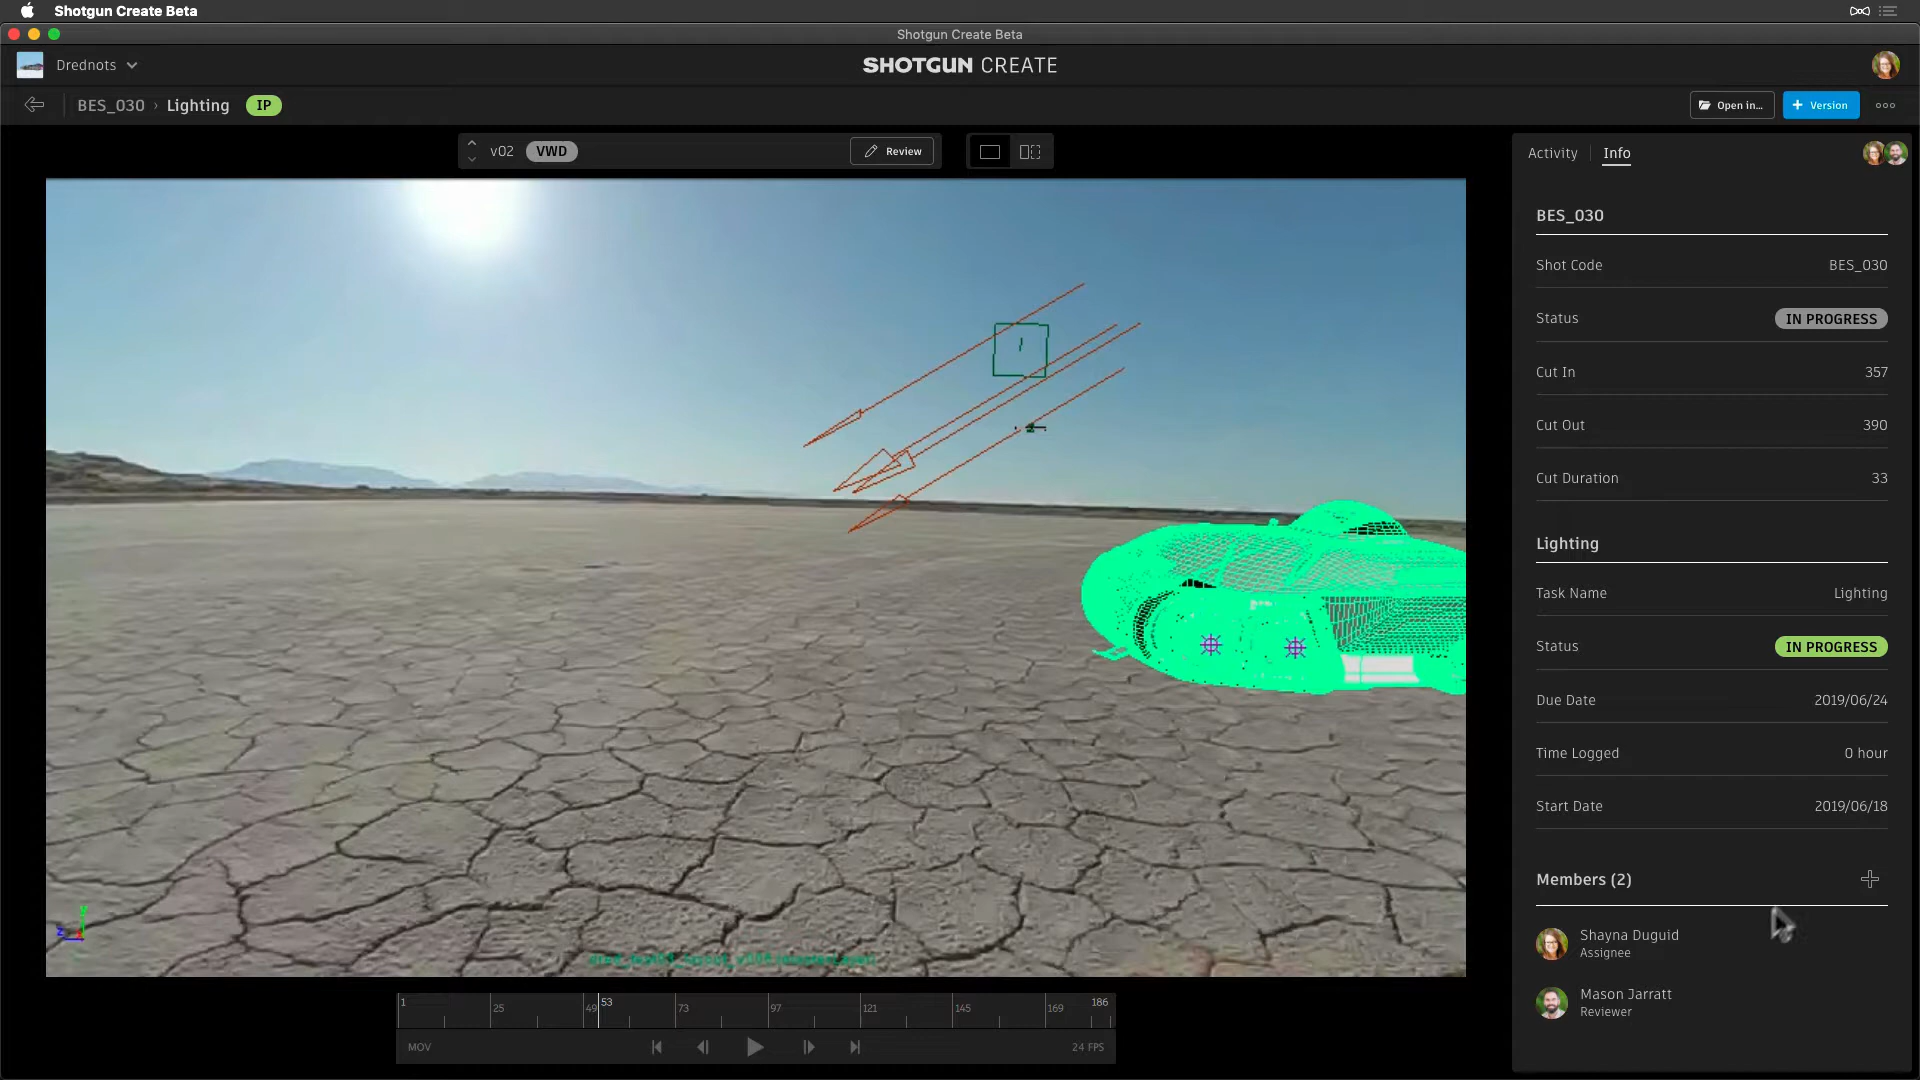 Shotgun Create Beta
Shotgun Create Beta
Drednots
SHOTGUN CREATE
BES_030 › Lighting IP
Open in...
+ Version
v02 VWD
Review
Activity
Info
BES_030
Shot Code BES_030
Status IN PROGRESS
Cut In 357
Cut Out 390
Cut Duration 33
Lighting
Task Name Lighting
Status IN PROGRESS
Due Date 2019/06/24
Time Logged 0 hour
Start Date 2019/06/18
Members (2)
Shayna Duguid
Assignee
Mason Jarratt
Reviewer
y
z
1 25 49 53 73 97 121 145 169 186
MOV
24 FPS